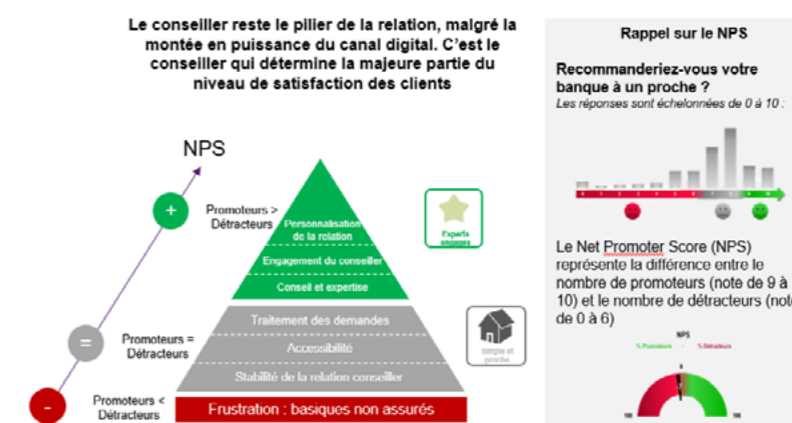 Le conseiller reste le pilier de la relation, malgré la
montée en puissance du canal digital. C'est le
conseiller qui détermine la majeure partie du
niveau de satisfaction des clients
NPS
+
Promoteurs >
Détracteurs
Personnalisation
de la relation
Engagement du conseiller
Conseil et expertise
Experts
engagés
=
Promoteurs =
Détracteurs
Traitement des demandes
Accessibilité
Stabilité de la relation conseiller
simple et
proche
-
Promoteurs <
Détracteurs
Frustration : basiques non assurés
Rappel sur le NPS
Recommanderiez-vous votre
banque à un proche ?
Les réponses sont échelonnées de 0 à 10 :
Le Net Promoter Score (NPS)
représente la différence entre le
nombre de promoteurs (note de 9 à
10) et le nombre de détracteurs (note
de 0 à 6)
NPS
% Promoteurs - % Détracteurs
0
100 100